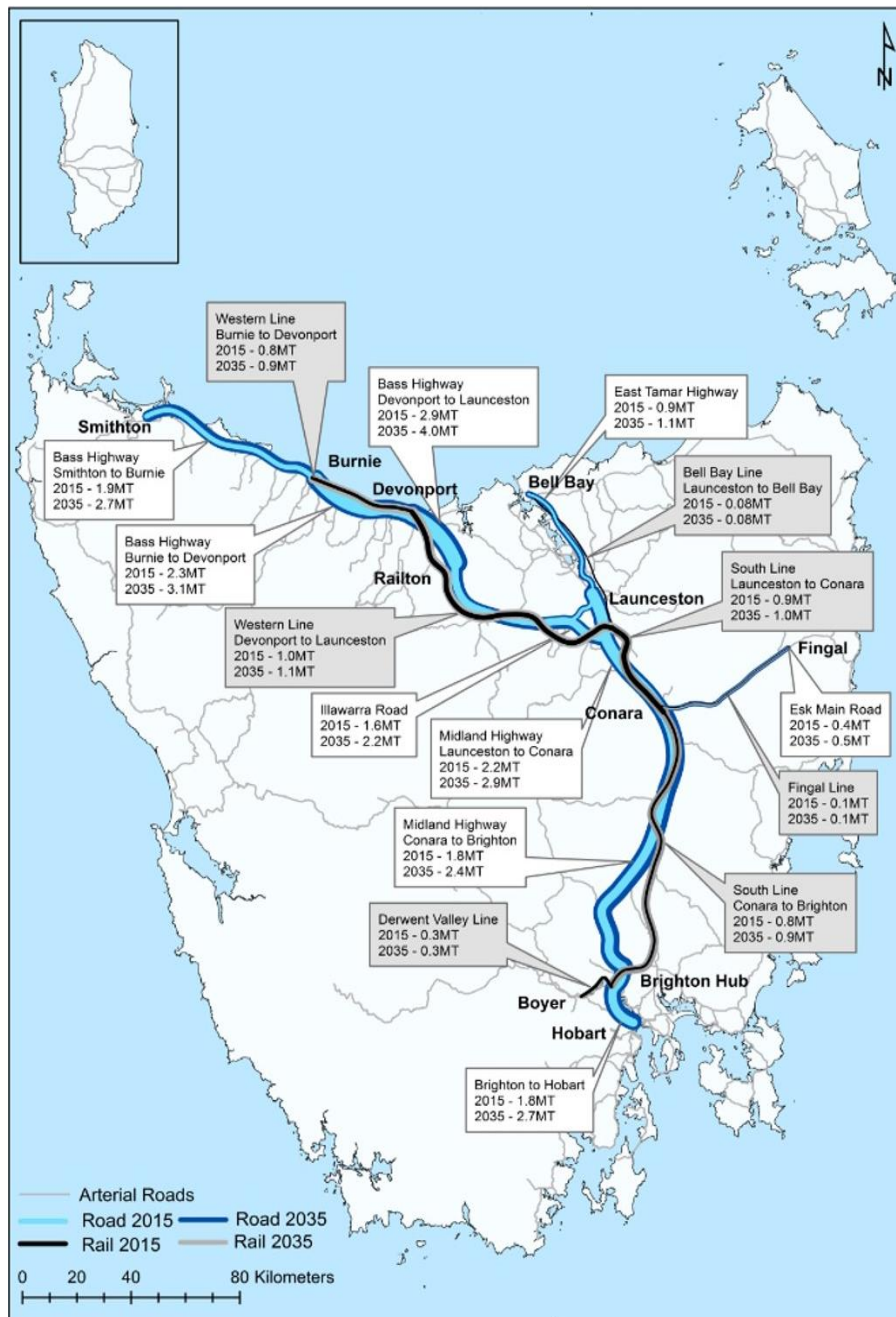 N
Western Line
Burnie to Devonport
2015 - 0.8MT
2035 - 0.9MT
Bass Highway
Devonport to Launceston
2015 - 2.9MT
2035 - 4.0MT
East Tamar Highway
2015 - 0.9MT
2035 - 1.1MT
Smithton
Bass Highway
Smithton to Burnie
2015 - 1.9MT
2035 - 2.7MT
Burnie
Devonport
Bell Bay
Bell Bay Line
Launceston to Bell Bay
2015 - 0.08MT
2035 - 0.08MT
Bass Highway
Burnie to Devonport
2015 - 2.3MT
2035 - 3.1MT
Railton
Launceston
South Line
Launceston to Conara
2015 - 0.9MT
2035 - 1.0MT
Western Line
Devonport to Launceston
2015 - 1.0MT
2035 - 1.1MT
Fingal
Illawarra Road
2015 - 1.6MT
2035 - 2.2MT
Conara
Esk Main Road
2015 - 0.4MT
2035 - 0.5MT
Midland Highway
Launceston to Conara
2015 - 2.2MT
2035 - 2.9MT
Fingal Line
2015 - 0.1MT
2035 - 0.1MT
Midland Highway
Conara to Brighton
2015 - 1.8MT
2035 - 2.4MT
South Line
Conara to Brighton
2015 - 0.8MT
2035 - 0.9MT
Derwent Valley Line
2015 - 0.3MT
2035 - 0.3MT
Brighton Hub
Boyer
Hobart
Brighton to Hobart
2015 - 1.8MT
2035 - 2.7MT
Arterial Roads
Road 2015 Road 2035
Rail 2015 Rail 2035
0 20 40 80 Kilometers